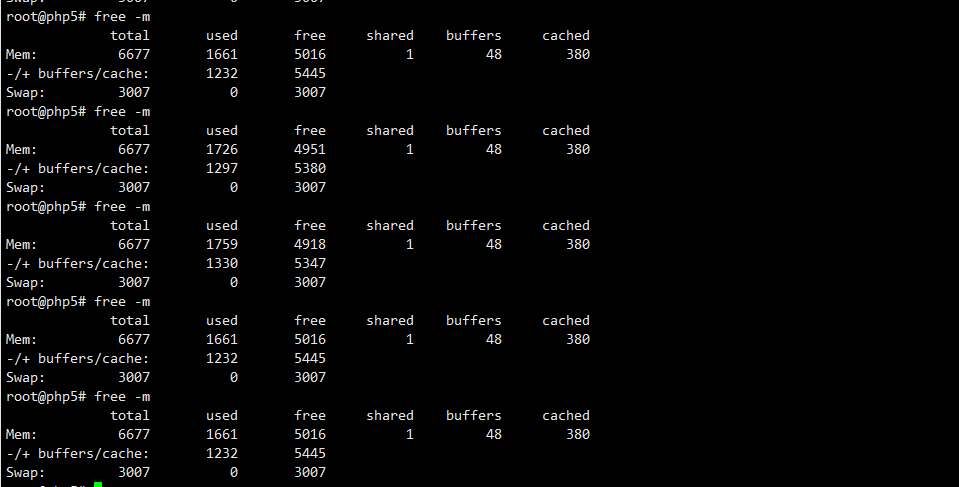 Swap: 3007 0 3007
root@php5# free -m
total used free shared buffers cached
Mem: 6677 1661 5016 1 48 380
-/+ buffers/cache: 1232 5445
Swap: 3007 0 3007
root@php5# free -m
total used free shared buffers cached
Mem: 6677 1726 4951 1 48 380
-/+ buffers/cache: 1297 5380
Swap: 3007 0 3007
root@php5# free -m
total used free shared buffers cached
Mem: 6677 1759 4918 1 48 380
-/+ buffers/cache: 1330 5347
Swap: 3007 0 3007
root@php5# free -m
total used free shared buffers cached
Mem: 6677 1661 5016 1 48 380
-/+ buffers/cache: 1232 5445
Swap: 3007 0 3007
root@php5# free -m
total used free shared buffers cached
Mem: 6677 1661 5016 1 48 380
-/+ buffers/cache: 1232 5445
Swap: 3007 0 3007
root@php5#